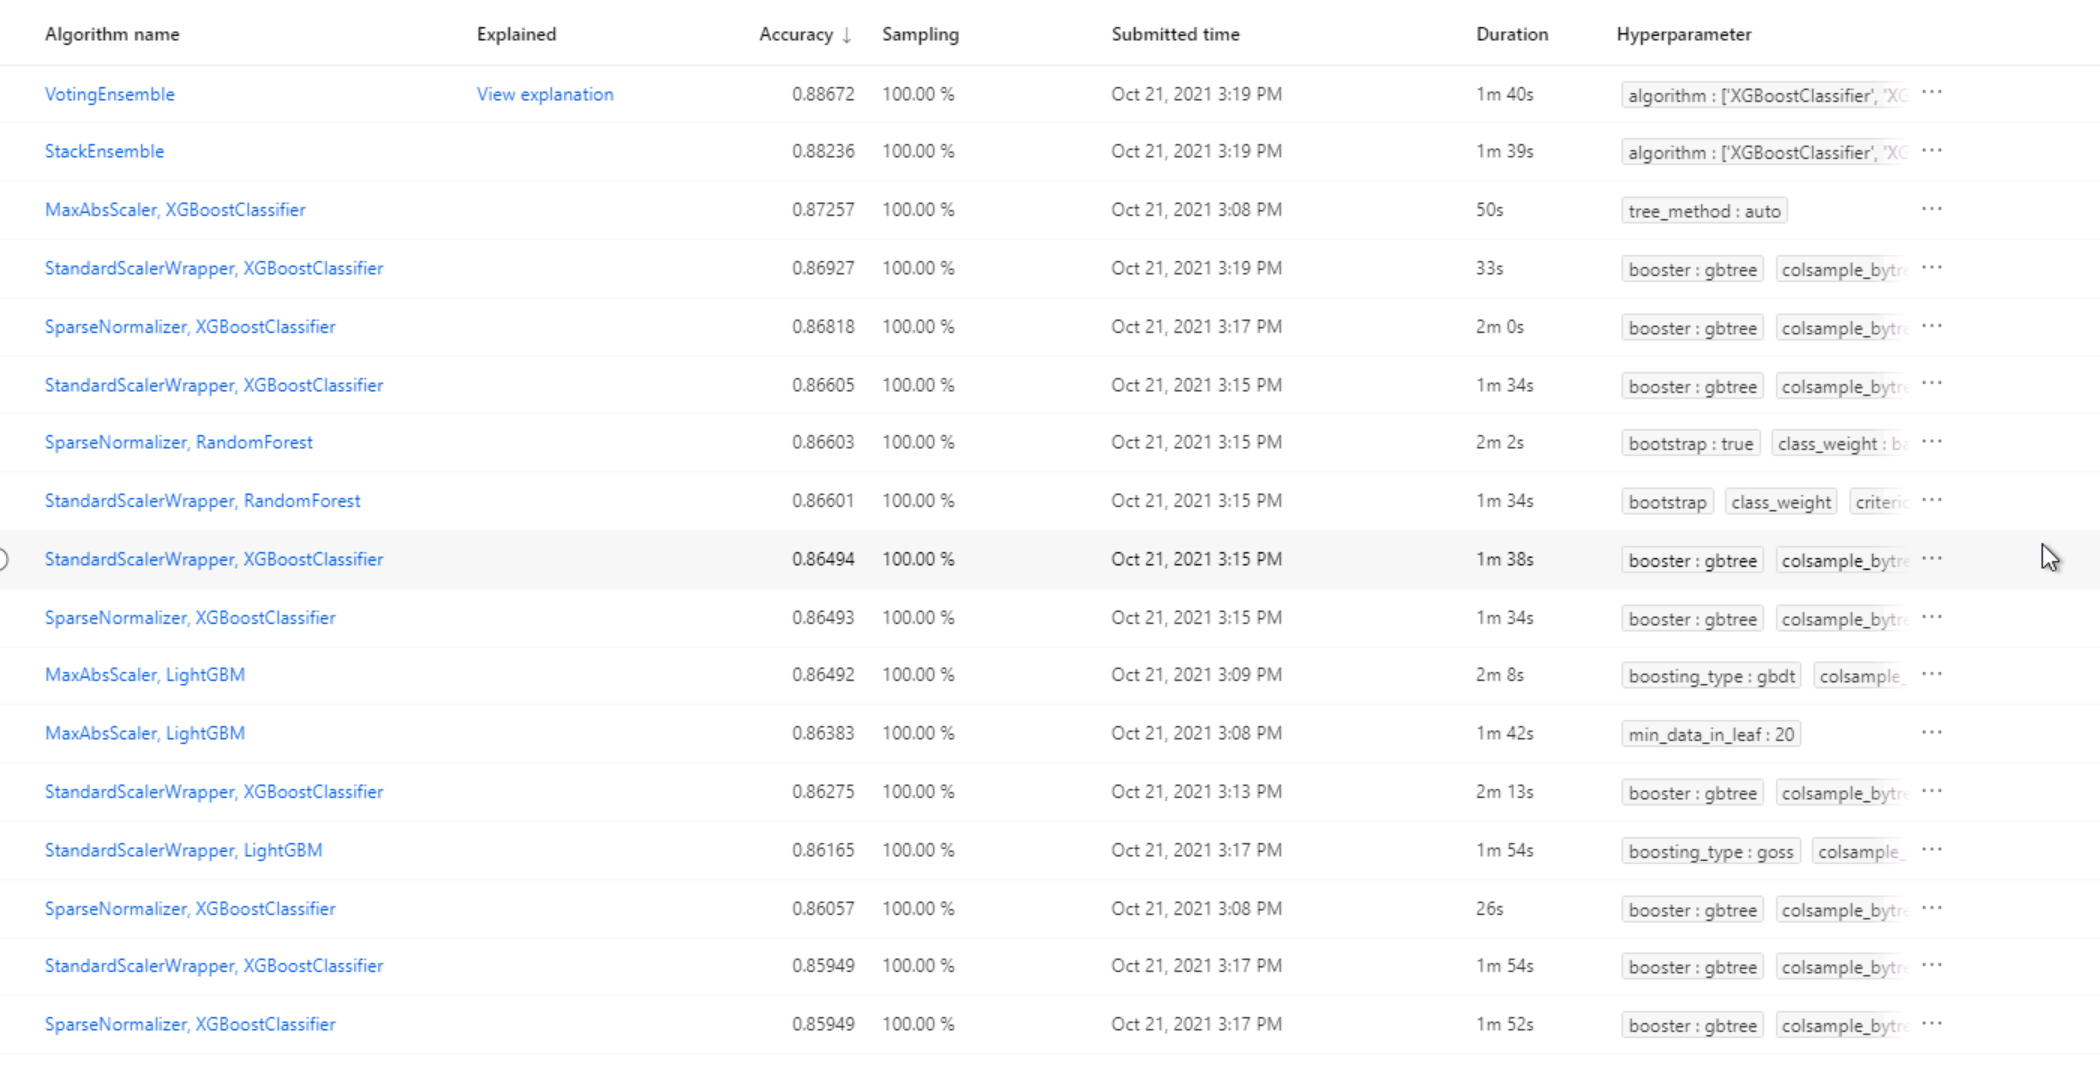 Algorithm name Explained Accuracy ↓ Sampling Submitted time Duration Hyperparameter
VotingEnsemble View explanation 0.88672 100.00 % Oct 21, 2021 3:19 PM 1m 40s algorithm : ['XGBoostClassifier', 'XG ...
StackEnsemble 0.88236 100.00 % Oct 21, 2021 3:19 PM 1m 39s algorithm : ['XGBoostClassifier', 'XG ...
MaxAbsScaler, XGBoostClassifier 0.87257 100.00 % Oct 21, 2021 3:08 PM 50s tree_method : auto ...
StandardScalerWrapper, XGBoostClassifier 0.86927 100.00 % Oct 21, 2021 3:19 PM 33s booster : gbtree colsample_bytre ...
SparseNormalizer, XGBoostClassifier 0.86818 100.00 % Oct 21, 2021 3:17 PM 2m 0s booster : gbtree colsample_bytre ...
StandardScalerWrapper, XGBoostClassifier 0.86605 100.00 % Oct 21, 2021 3:15 PM 1m 34s booster : gbtree colsample_bytre ...
SparseNormalizer, RandomForest 0.86603 100.00 % Oct 21, 2021 3:15 PM 2m 2s bootstrap : true class_weight : ba ...
StandardScalerWrapper, RandomForest 0.86601 100.00 % Oct 21, 2021 3:15 PM 1m 34s bootstrap class_weight criteric ...
StandardScalerWrapper, XGBoostClassifier 0.86494 100.00 % Oct 21, 2021 3:15 PM 1m 38s booster : gbtree colsample_bytre ...
SparseNormalizer, XGBoostClassifier 0.86493 100.00 % Oct 21, 2021 3:15 PM 1m 34s booster : gbtree colsample_bytre ...
MaxAbsScaler, LightGBM 0.86492 100.00 % Oct 21, 2021 3:09 PM 2m 8s boosting_type : gbdt colsample_ ...
MaxAbsScaler, LightGBM 0.86383 100.00 % Oct 21, 2021 3:08 PM 1m 42s min_data_in_leaf : 20 ...
StandardScalerWrapper, XGBoostClassifier 0.86275 100.00 % Oct 21, 2021 3:13 PM 2m 13s booster : gbtree colsample_bytre ...
StandardScalerWrapper, LightGBM 0.86165 100.00 % Oct 21, 2021 3:17 PM 1m 54s boosting_type : goss colsample_ ...
SparseNormalizer, XGBoostClassifier 0.86057 100.00 % Oct 21, 2021 3:08 PM 26s booster : gbtree colsample_bytre ...
StandardScalerWrapper, XGBoostClassifier 0.85949 100.00 % Oct 21, 2021 3:17 PM 1m 54s booster : gbtree colsample_bytre ...
SparseNormalizer, XGBoostClassifier 0.85949 100.00 % Oct 21, 2021 3:17 PM 1m 52s booster : gbtree colsample_bytre ...